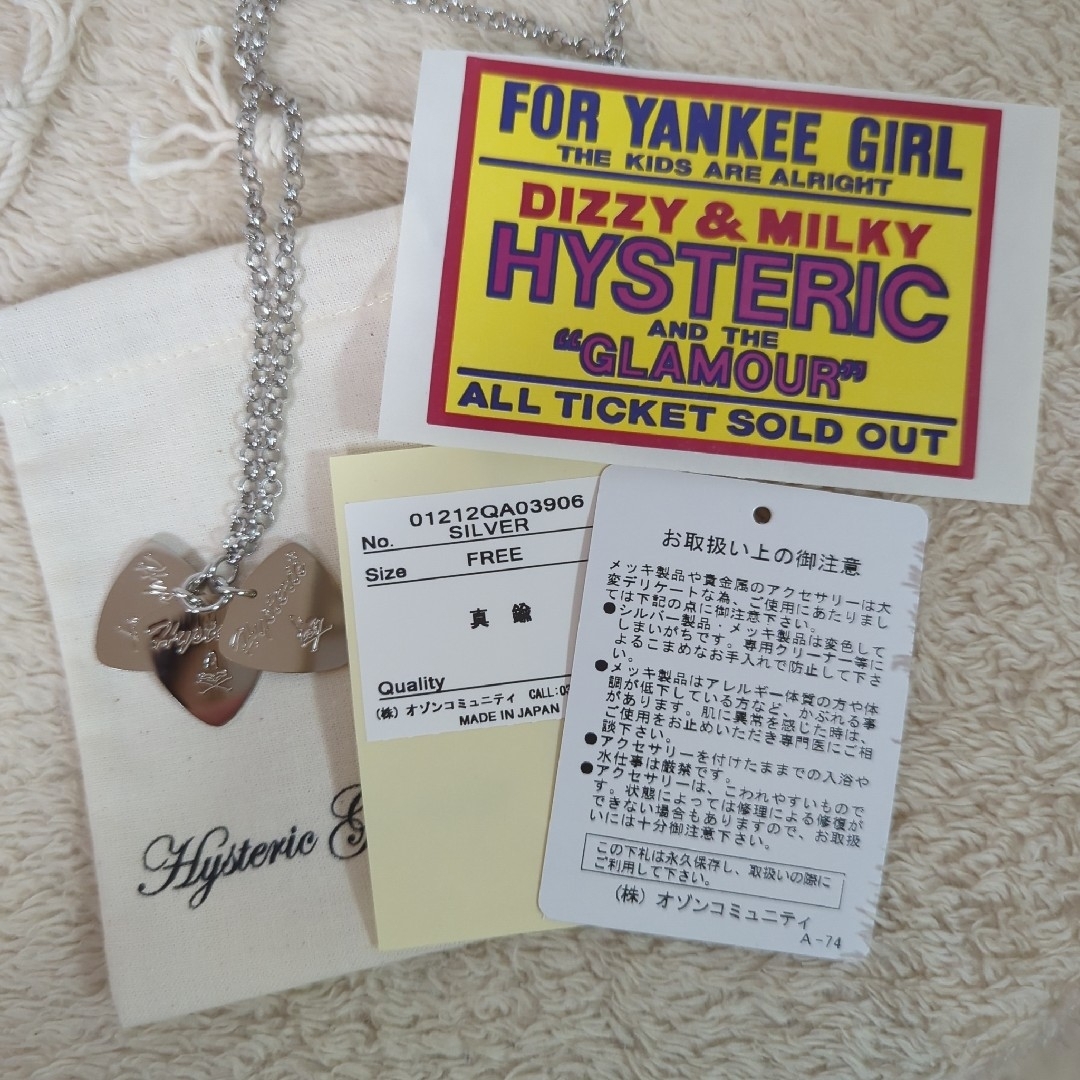 FOR YANKEE GIRL
THE KIDS ARE ALRIGHT
DIZZY & MILKY
HYSTERIC
AND THE
“GLAMOUR”
ALL TICKET SOLD OUT
No. 01212QA03906
SILVER
Size FREE
真 鍮
Quality
(株) オゾンコミュニティ CALL:03
MADE IN JAPAN
お取扱い上の御注意
メッキ製品や貴金属のアクセサリーは大
変デリケートな為、ご使用にあたりまし
ては下記の点に御注意下さい。
●シルバー製品・メッキ製品は変色して
しまいがちです。専用クリーナー等に
よるこまめなお手入れで防止して下さ
い。
●メッキ製品はアレルギー体質の方や体
調が低下している方など、かぶれる事
があります。肌に異常を感じた時は、
ご使用をお止めいただき専門医にご相
談下さい。
●アクセサリーを付けたままでの入浴や
水仕事は厳禁です。
●アクセサリーは、こわれやすいもので
す。状態によっては修理による修復が
できない場合もありますので、お取扱
いには十分御注意下さい。
この下札は永久保存し、取扱いの際に
ご利用して下さい。
(株) オゾンコミュニティ
A-74
Hysteric
Hysteric